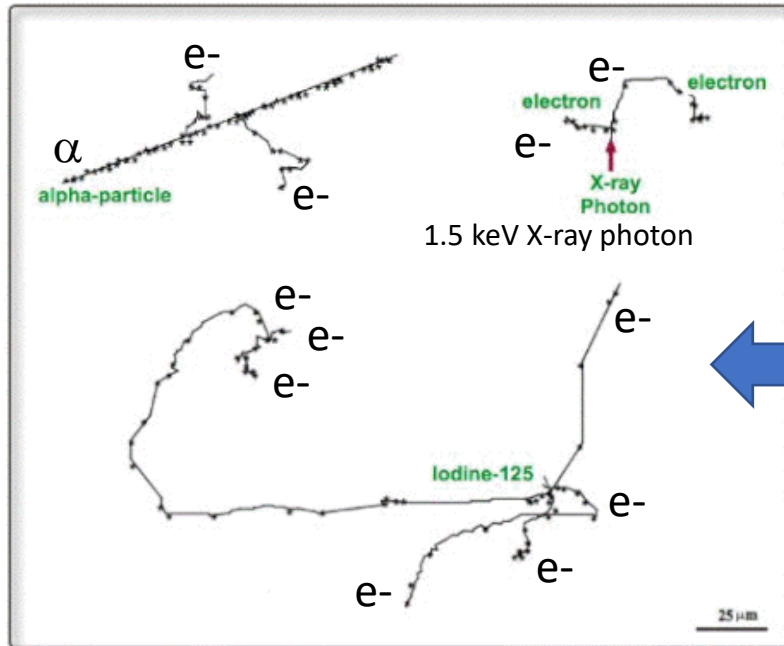 e-
α
alpha-particle
e-
e-
electron
electron
e-
X-ray
Photon
1.5 keV X-ray photon
e-
e-
e-
e-
Iodine-125
e-
e-
e-
25 μm